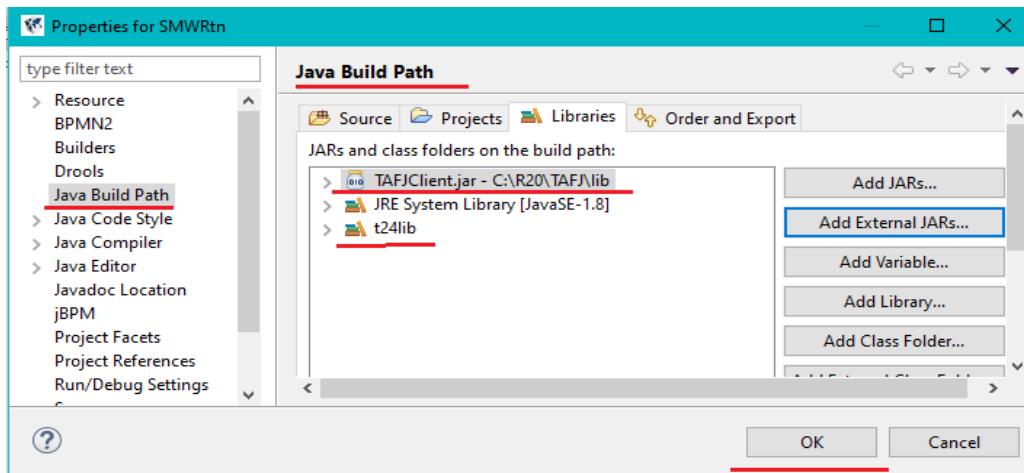 Properties for SMWRtn
type filter text
Resource
BPMN2
Builders
Drools
Java Build Path
Java Code Style
Java Compiler
Java Editor
Javadoc Location
jBPM
Project Facets
Project References
Run/Debug Settings
Java Build Path
Source Projects Libraries Order and Export
JARs and class folders on the build path:
TAFJClient.jar - C:\R20\TAFJ\lib
JRE System Library [JavaSE-1.8]
t24lib
Add JARs...
Add External JARs...
Add Variable...
Add Library...
Add Class Folder...
OK Cancel